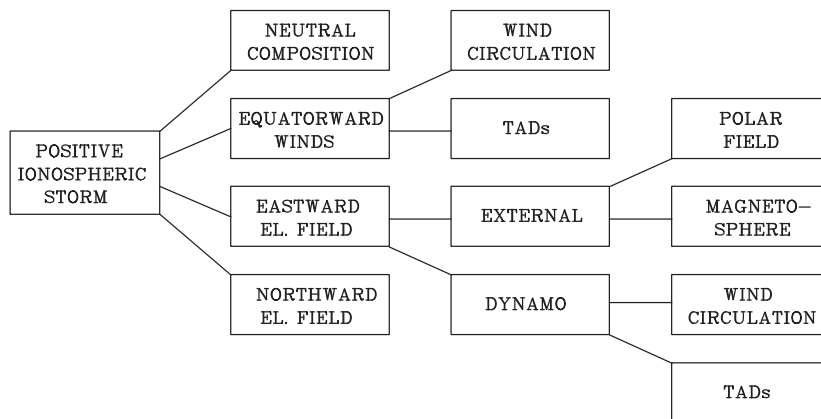 NEUTRAL
COMPOSITION
WIND
CIRCULATION
POSITIVE
IONOSPHERIC
STORM
EQUATORWARD
WINDS
TADs
POLAR
FIELD
EASTWARD
EL. FIELD
EXTERNAL
MAGNETO-
SPHERE
NORTHWARD
EL. FIELD
DYNAMO
WIND
CIRCULATION
TADs